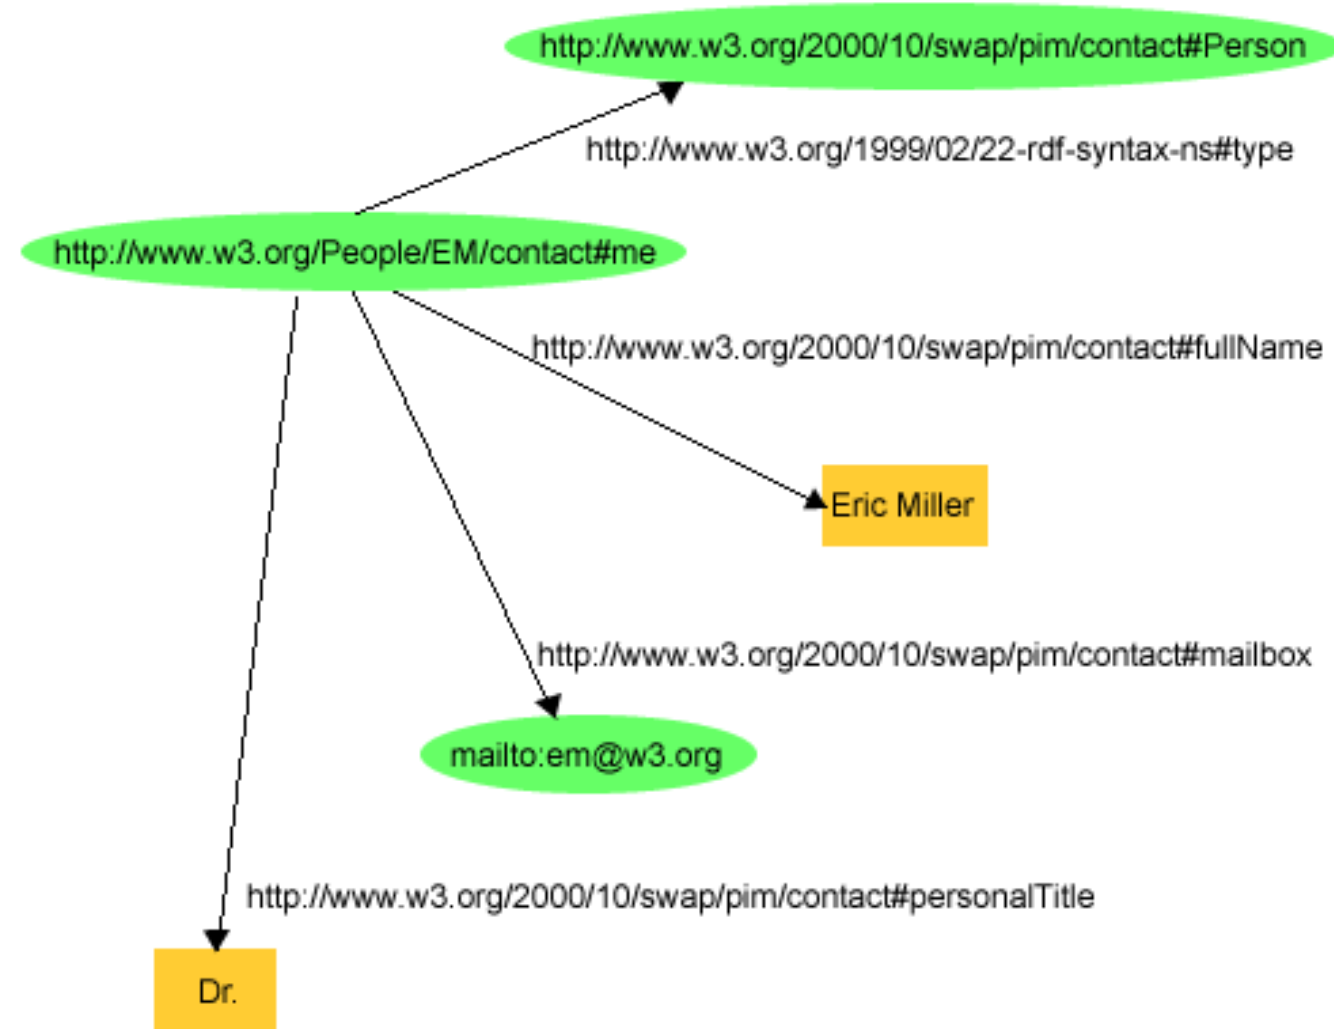 http://www.w3.org/2000/10/swap/pim/contact#Person
http://www.w3.org/1999/02/22-rdf-syntax-ns#type
http://www.w3.org/People/EM/contact#me
http://www.w3.org/2000/10/swap/pim/contact#fullName
Eric Miller
http://www.w3.org/2000/10/swap/pim/contact#mailbox
mailto:em@w3.org
http://www.w3.org/2000/10/swap/pim/contact#personalTitle
Dr.